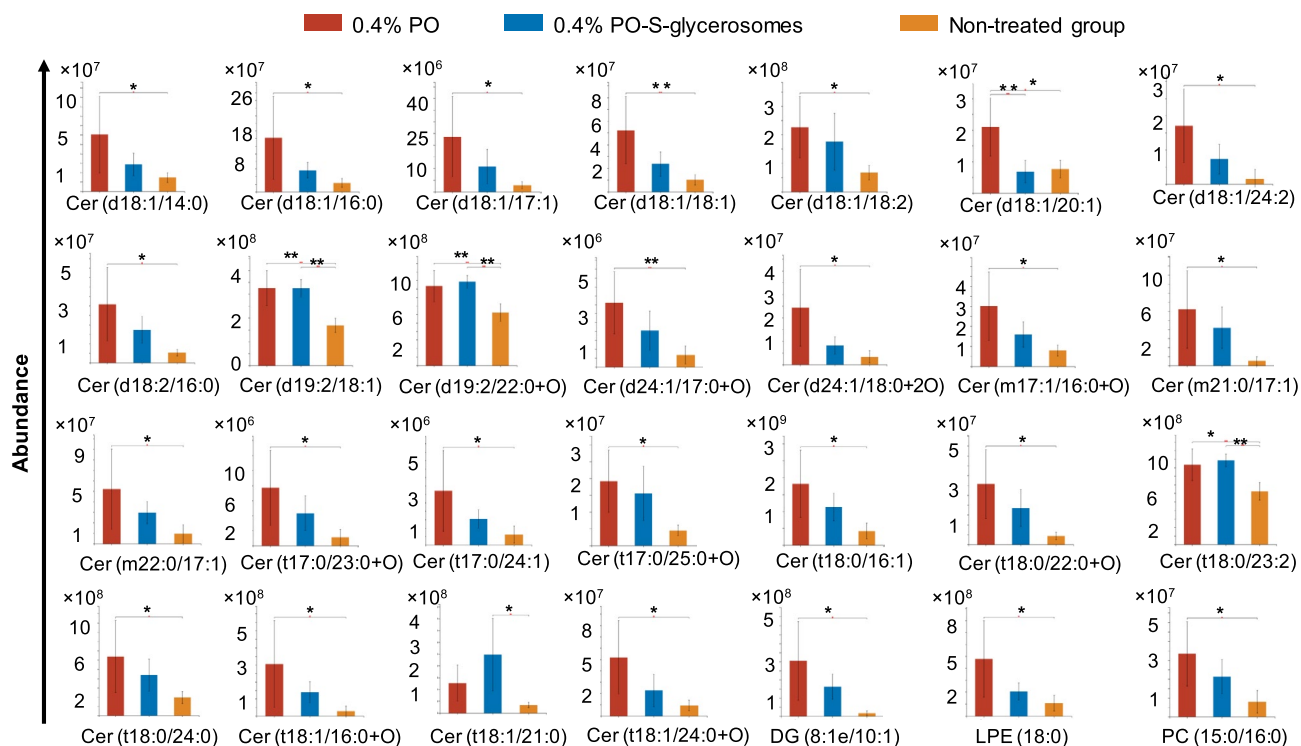 0.4% PO 0.4% PO-S-glycerosomes Non-treated group
Abundance
×10⁷ 10 5 1 * Cer (d18:1/14:0)
×10⁷ 26 18 8 * Cer (d18:1/16:0)
×10⁶ 40 25 10 * Cer (d18:1/17:1)
×10⁷ 8 6 4 2 ** Cer (d18:1/18:1)
×10⁸ 3 2 1 * Cer (d18:1/18:2)
×10⁷ 3 2 1 ** * Cer (d18:1/20:1)
×10⁷ 3 2 1 * Cer (d18:1/24:2)
×10⁷ 5 3 1 * Cer (d18:2/16:0)
×10⁸ 4 2 0 ** ** Cer (d19:2/18:1)
×10⁸ 10 6 2 ** ** Cer (d19:2/22:0+O)
×10⁶ 5 3 1 ** Cer (d24:1/17:0+O)
×10⁷ 4 3 2 1 * Cer (d24:1/18:0+2O)
×10⁷ 4 3 2 1 * Cer (m17:1/16:0+O)
×10⁷ 10 6 2 * Cer (m21:0/17:1)
×10⁷ 9 5 1 * Cer (m22:0/17:1)
×10⁶ 10 6 2 * Cer (t17:0/23:0+O)
×10⁶ 5 3 1 * Cer (t17:0/24:1)
×10⁷ 3 2 1 * Cer (t17:0/25:0+O)
×10⁹ 3 2 1 * Cer (t18:0/16:1)
×10⁷ 5 3 1 * Cer (t18:0/22:0+O)
×10⁸ 10 6 2 * ** Cer (t18:0/23:2)
×10⁸ 10 6 2 * Cer (t18:0/24:0)
×10⁸ 5 3 1 * Cer (t18:1/16:0+O)
×10⁸ 4 3 2 1 * Cer (t18:1/21:0)
×10⁷ 7 5 2 * Cer (t18:1/24:0+O)
×10⁸ 5 3 1 * DG (8:1e/10:1)
×10⁸ 8 5 2 * LPE (18:0)
×10⁷ 5 3 1 * PC (15:0/16:0)